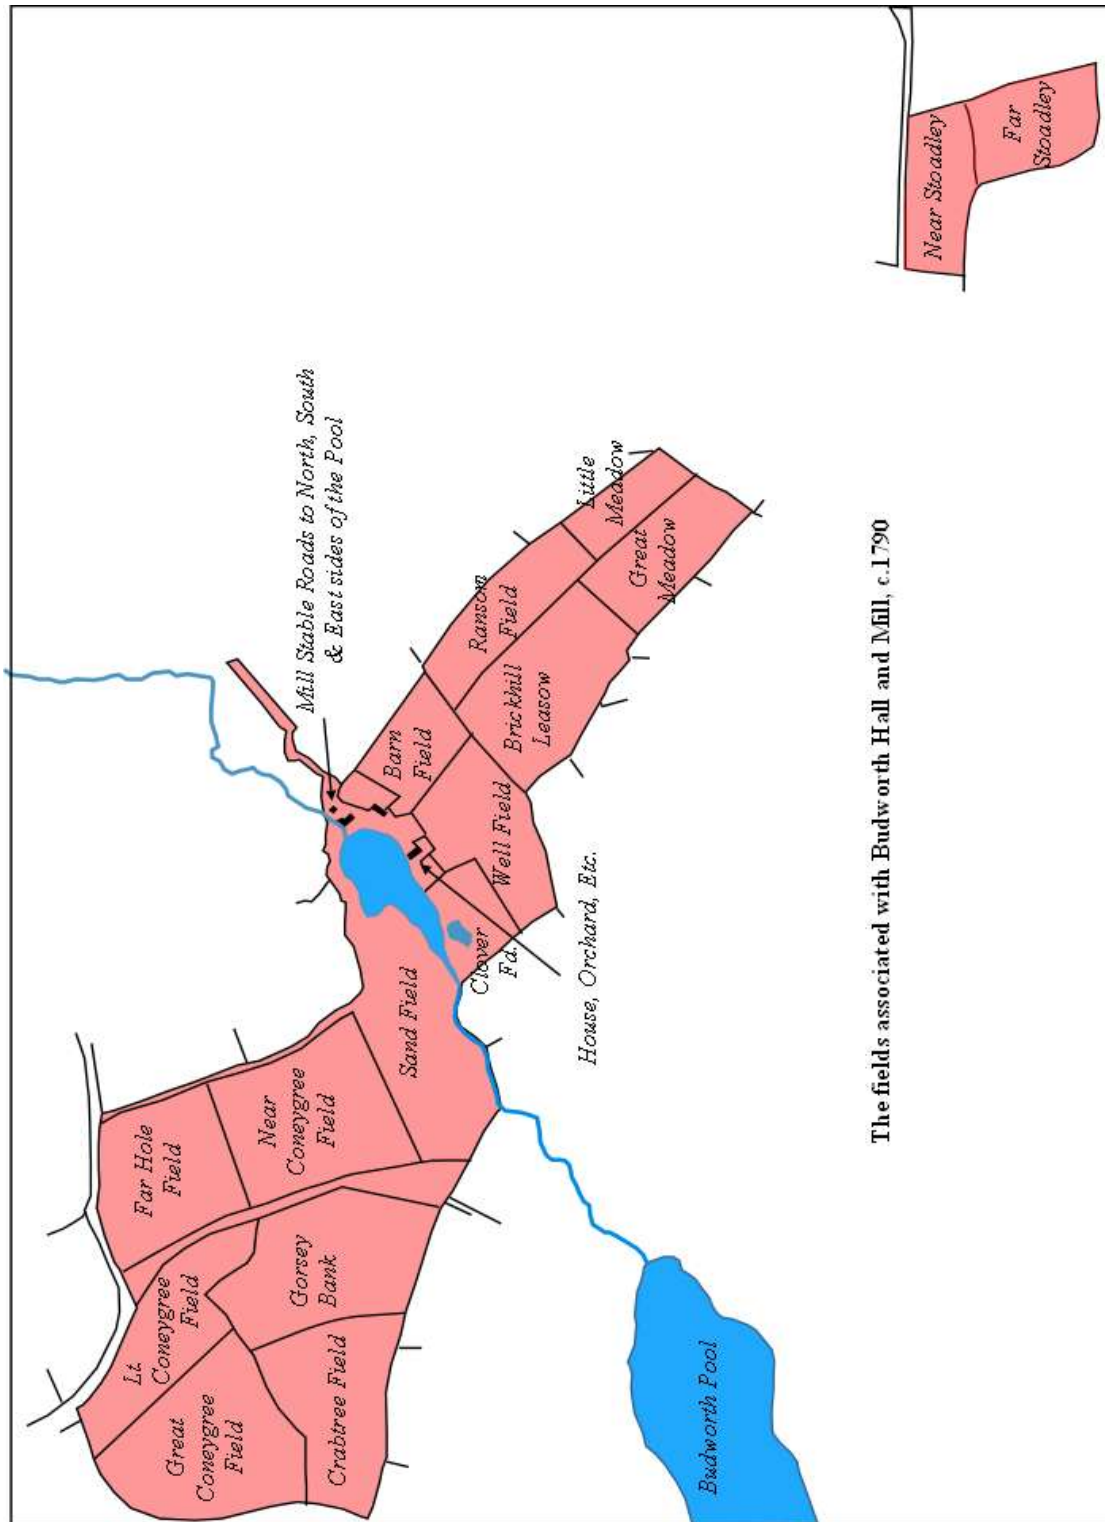 Great
Coneygree
Field
Lt.
Coneygree
Field
Far Hole
Field
Near
Coneygree
Field
Crabtree Field
Gorsey
Bank
Sand Field
Mill Stable Roads to North, South
& East sides of the Pool
Clover
Fd.
Well Field
Barn
Field
Ransom
Field
Brickhill
Leasow
Little
Meadow
Great
Meadow
House, Orchard, Etc.
Near Stoadley
Far
Stoadley
Budworth Pool
The fields associated with Budworth Hall and Mill, c.1790